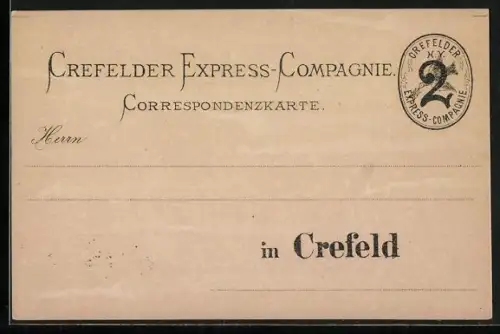 CREFELDER EXPRESS-COMPAGNIE.
CORRESPONDENZKARTE.
CREFELDER
2
EXPRESS-COMPAGNIE
Herrn
in Crefeld